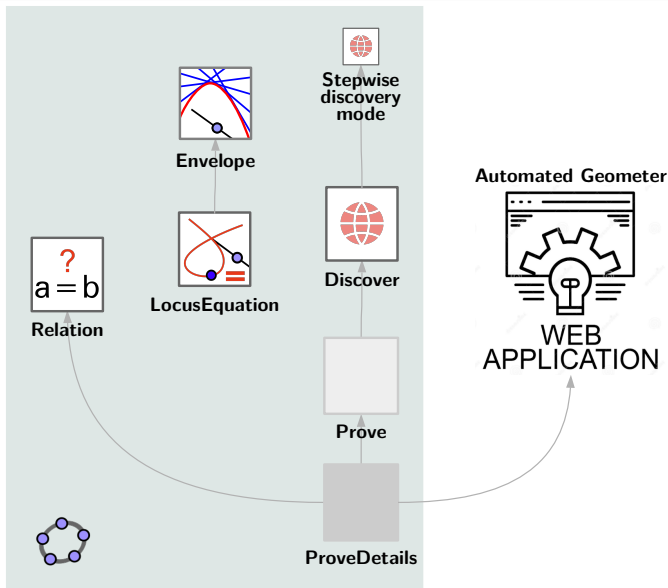 Stepwise
discovery
mode
Envelope
Automated Geometer
?
a=b
Relation
LocusEquation
Discover
WEB
APPLICATION
Prove
ProveDetails